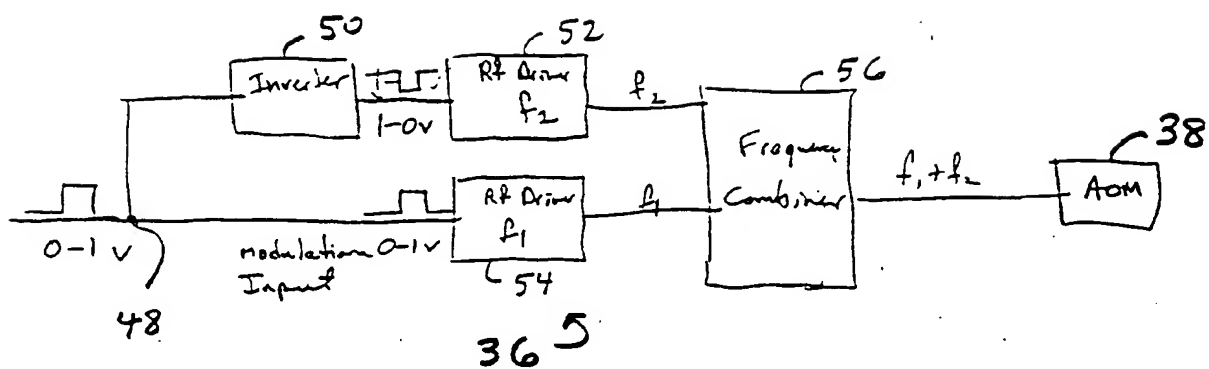 50
52
56
38
Inverter
1-0v
Rf Driver
f₂
f₂
Frequency
Combiner
f₁+f₂
AOM
0-1 v
48
Modulation
Input
0-1v
Rf Driver
f₁
54
f₁
36
5